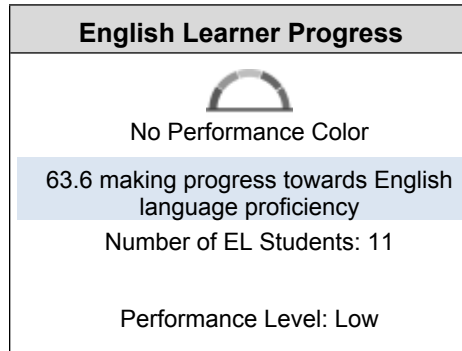 English Learner Progress
No Performance Color
63.6 making progress towards English
language proficiency
Number of EL Students: 11
Performance Level: Low